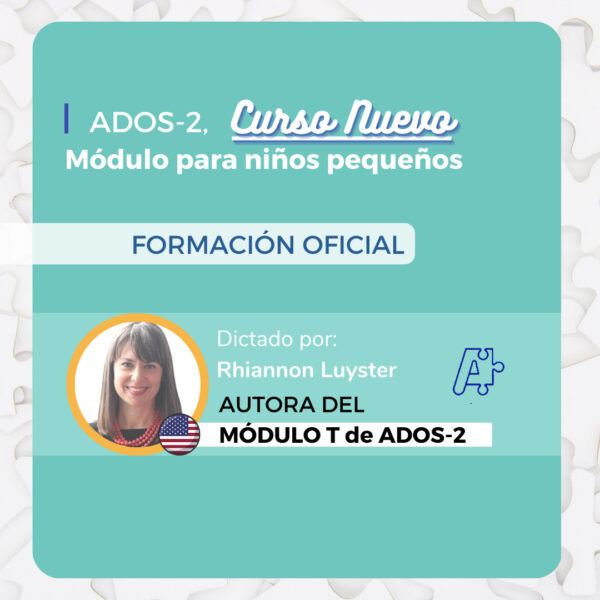 ADOS-2, Curso Nuevo
Módulo para niños pequeños
FORMACIÓN OFICIAL
Dictado por:
Rhiannon Luyster
AUTORA DEL
MÓDULO T de ADOS-2
A